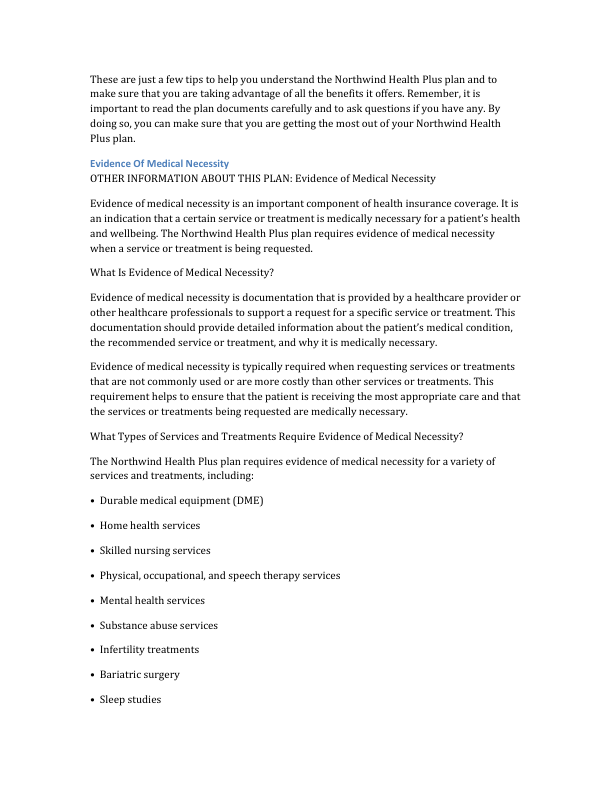 These are just a few tips to help you understand the Northwind Health Plus plan and to
make sure that you are taking advantage of all the benefits it offers. Remember, it is
important to read the plan documents carefully and to ask questions if you have any. By
doing so, you can make sure that you are getting the most out of your Northwind Health
Plus plan.
Evidence Of Medical Necessity
OTHER INFORMATION ABOUT THIS PLAN: Evidence of Medical Necessity
Evidence of medical necessity is an important component of health insurance coverage. It is
an indication that a certain service or treatment is medically necessary for a patient’s health
and wellbeing. The Northwind Health Plus plan requires evidence of medical necessity
when a service or treatment is being requested.
What Is Evidence of Medical Necessity?
Evidence of medical necessity is documentation that is provided by a healthcare provider or
other healthcare professionals to support a request for a specific service or treatment. This
documentation should provide detailed information about the patient’s medical condition,
the recommended service or treatment, and why it is medically necessary.
Evidence of medical necessity is typically required when requesting services or treatments
that are not commonly used or are more costly than other services or treatments. This
requirement helps to ensure that the patient is receiving the most appropriate care and that
the services or treatments being requested are medically necessary.
What Types of Services and Treatments Require Evidence of Medical Necessity?
The Northwind Health Plus plan requires evidence of medical necessity for a variety of
services and treatments, including:
• Durable medical equipment (DME)
• Home health services
• Skilled nursing services
• Physical, occupational, and speech therapy services
• Mental health services
• Substance abuse services
• Infertility treatments
• Bariatric surgery
• Sleep studies